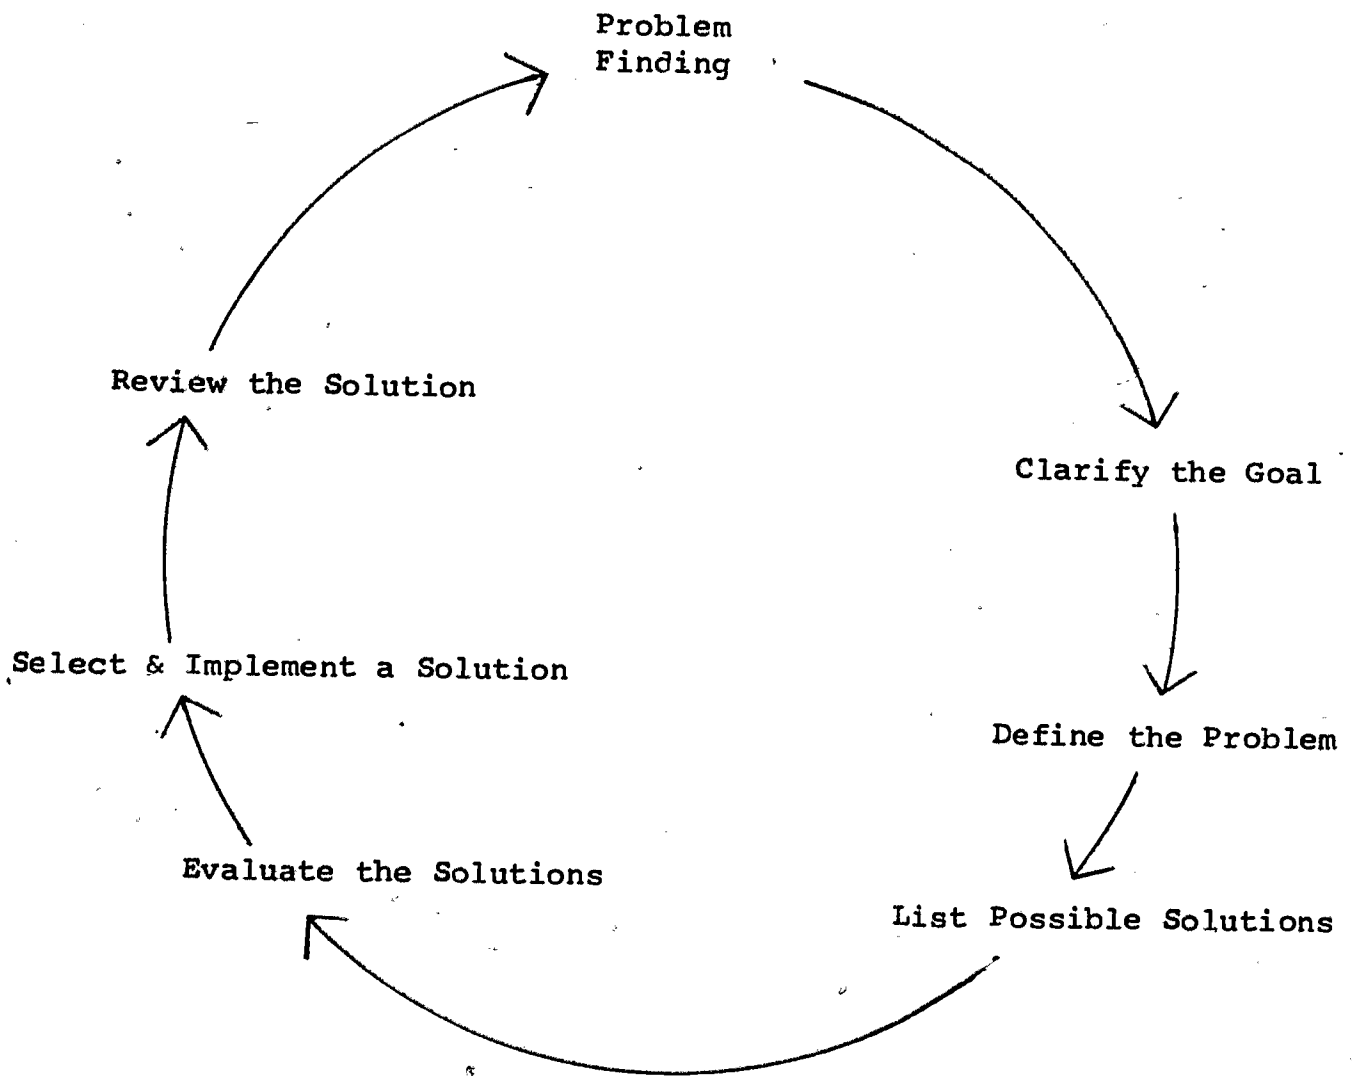 Problem
Finding
Clarify the Goal
Define the Problem
List Possible Solutions
Evaluate the Solutions
Select & Implement a Solution
Review the Solution